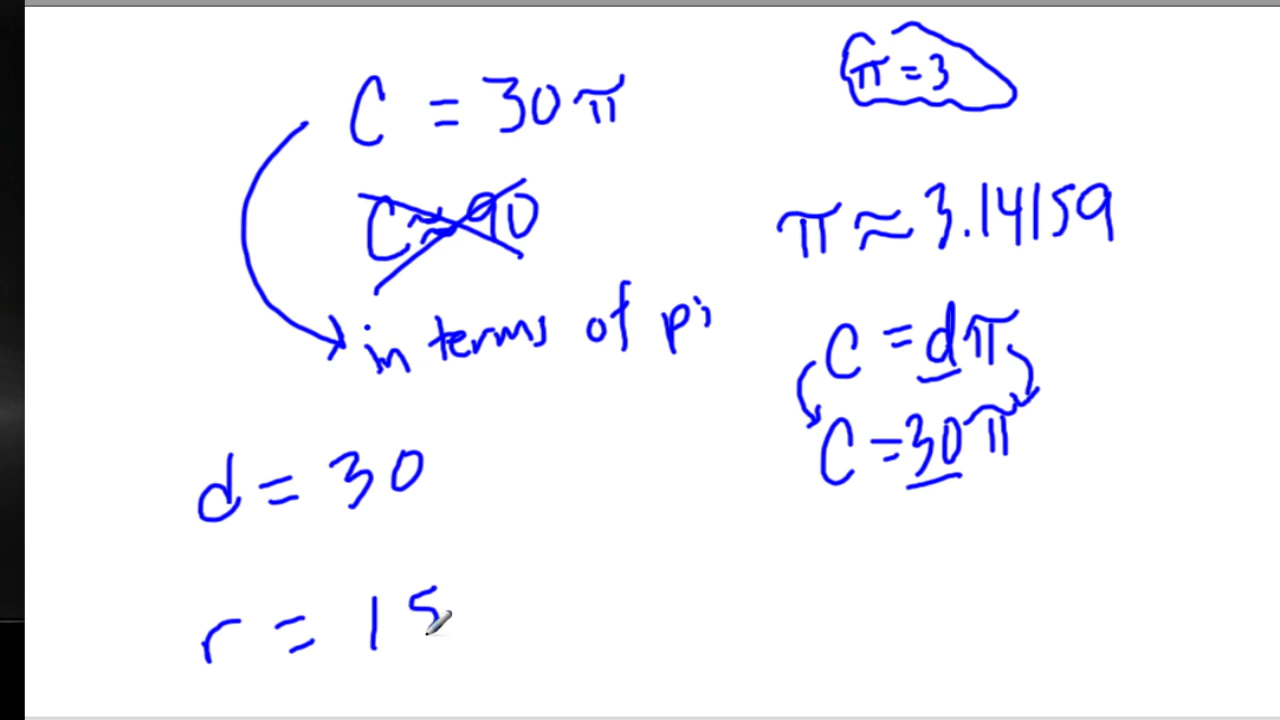 C = 30π
C ≈ 90
in terms of pi
d = 30
r = 15
π = 3
π ≈ 3.14159
C = dπ
C = 30π